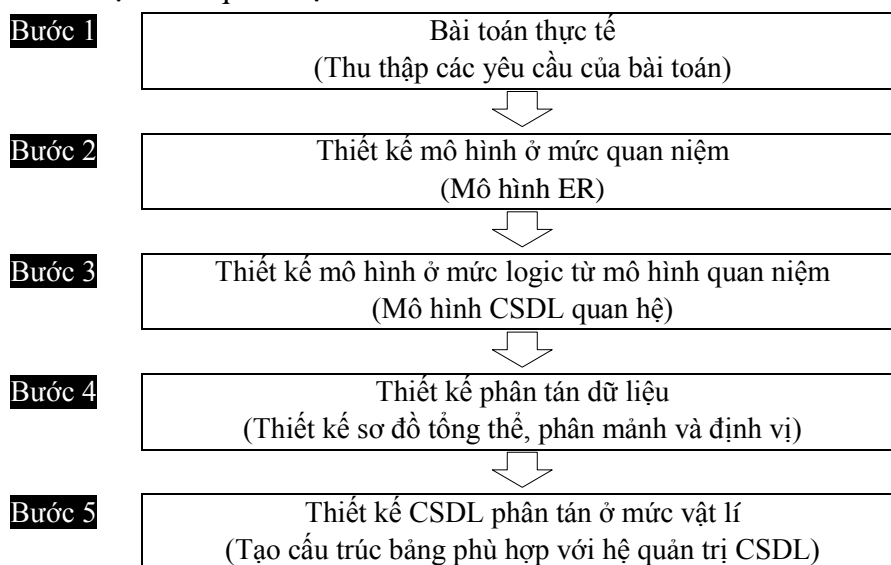 Bước 1
Bài toán thực tế
(Thu thập các yêu cầu của bài toán)
Bước 2
Thiết kế mô hình ở mức quan niệm
(Mô hình ER)
Bước 3
Thiết kế mô hình ở mức logic từ mô hình quan niệm
(Mô hình CSDL quan hệ)
Bước 4
Thiết kế phân tán dữ liệu
(Thiết kế sơ đồ tổng thể, phân mảnh và định vị)
Bước 5
Thiết kế CSDL phân tán ở mức vật lí
(Tạo cấu trúc bảng phù hợp với hệ quản trị CSDL)